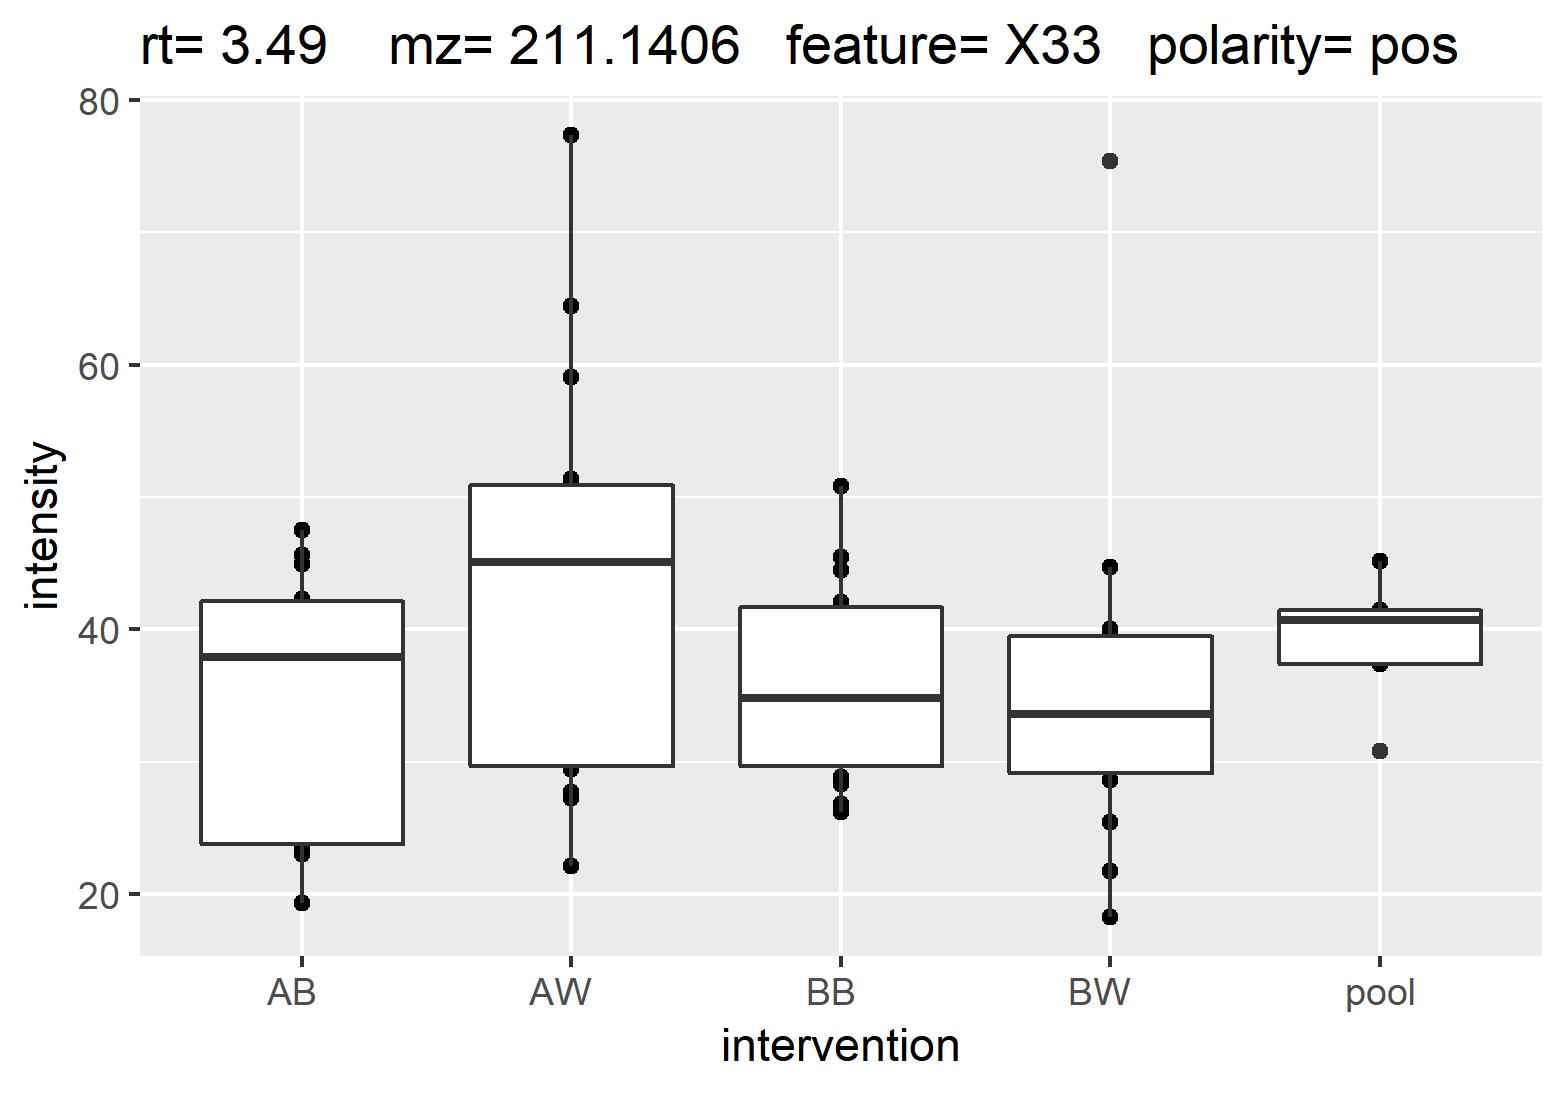 rt= 3.49 mz= 211.1406 feature= X33 polarity= pos
80
60
40
20
intensity
AB AW BB BW pool
intervention